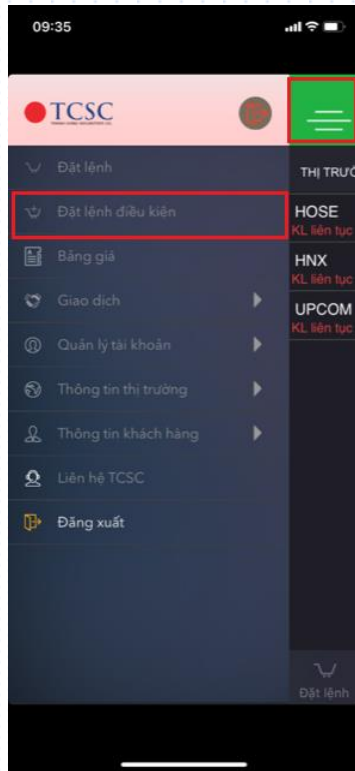 09:35
TCSC
Đặt lệnh
Đặt lệnh điều kiện
Bảng giá
Giao dịch
Quản lý tài khoản
Thông tin thị trường
Thông tin khách hàng
Liên hệ TCSC
Đăng xuất
THỊ TRƯỜ
HOSE
KL liên tục
HNX
KL liên tục
UPCOM
KL liên tục
Đặt lệnh